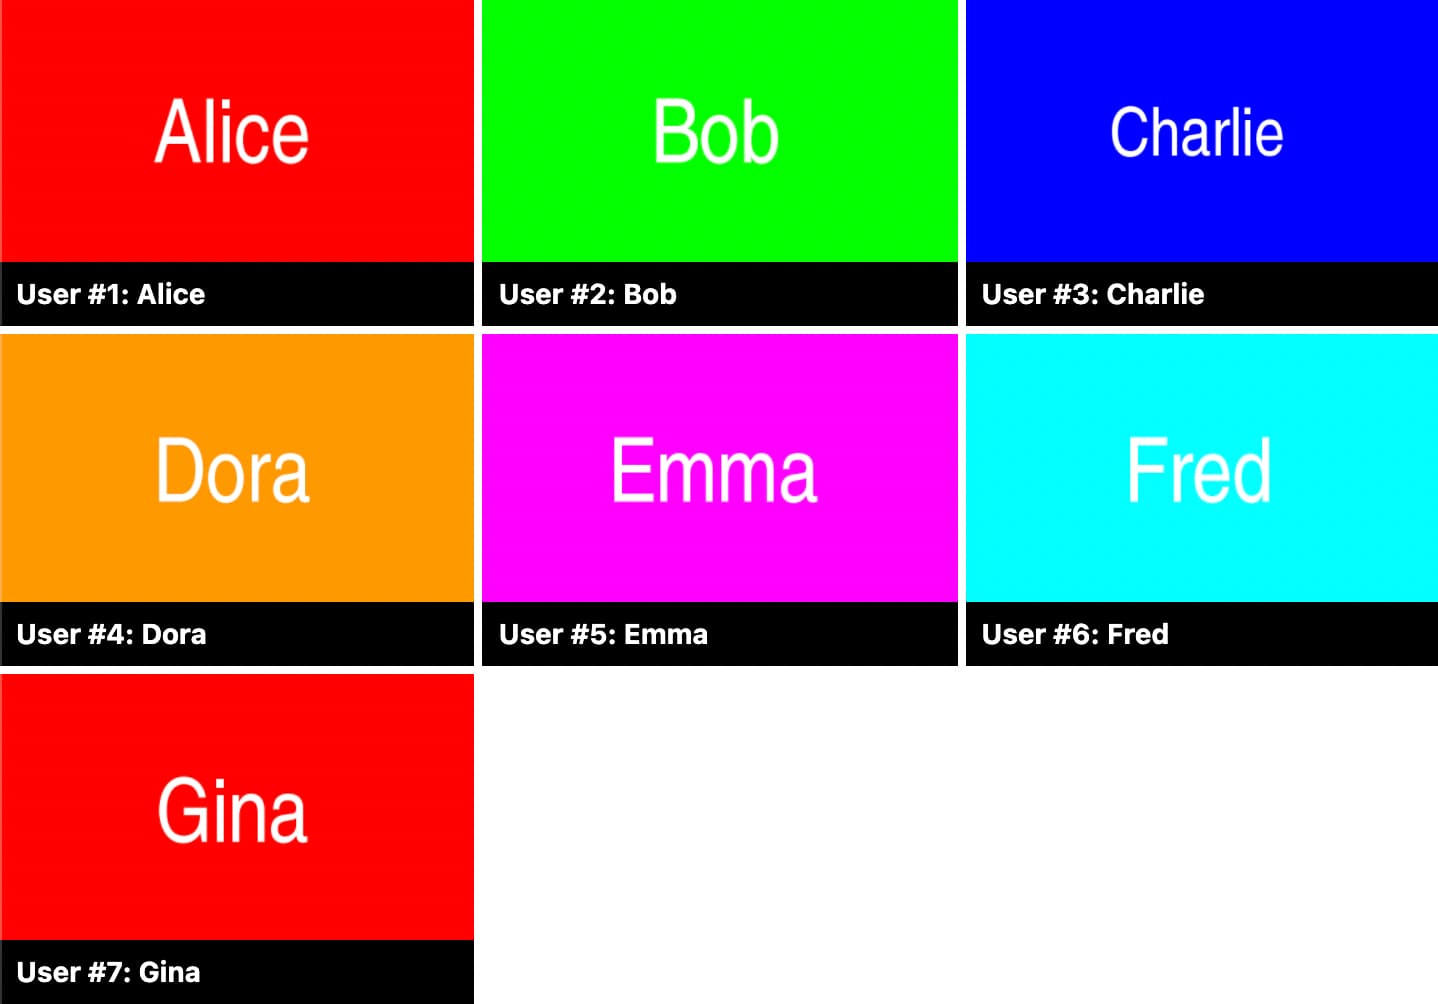 Alice
User #1: Alice
Bob
User #2: Bob
Charlie
User #3: Charlie
Dora
User #4: Dora
Emma
User #5: Emma
Fred
User #6: Fred
Gina
User #7: Gina